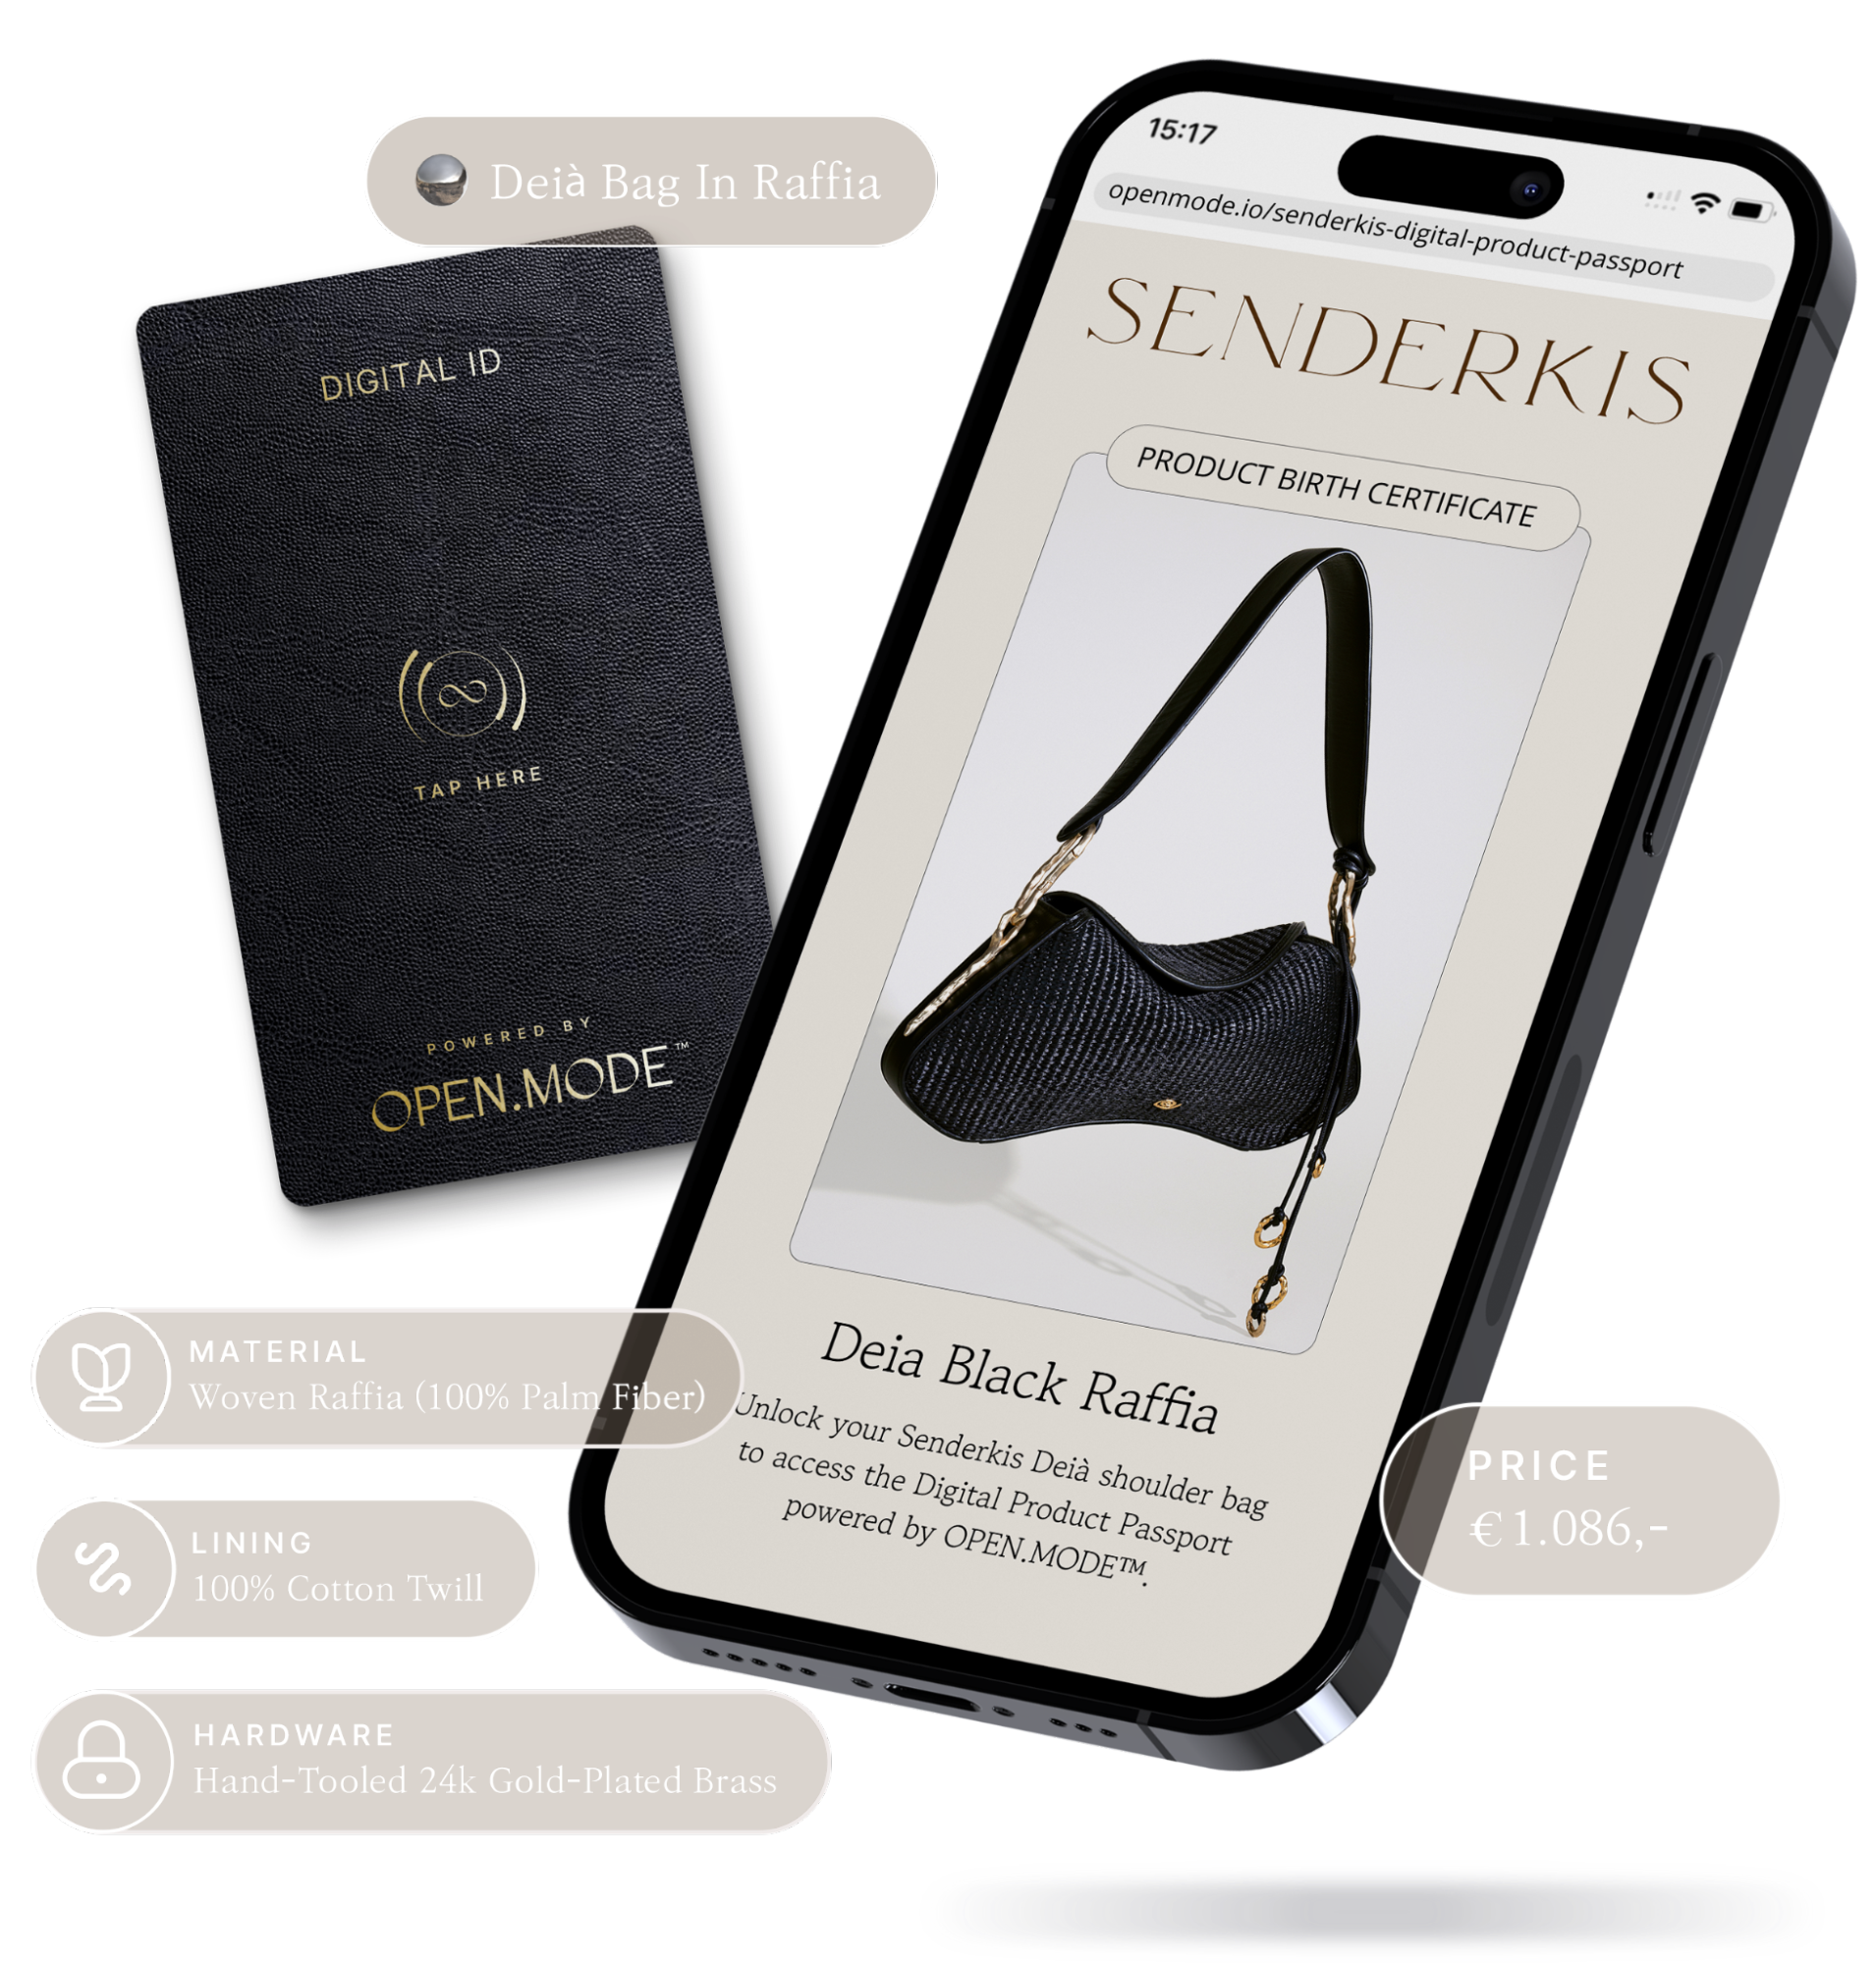 Deià Bag In Raffia
DIGITAL ID
TAP HERE
POWERED BY
OPEN.MODE™
15:17
openmode.io/senderkis-digital-product-passport
SENDERKIS
PRODUCT BIRTH CERTIFICATE
Deia Black Raffia
Unlock your Senderkis Deià shoulder bag
to access the Digital Product Passport
powered by OPEN.MODE™.
MATERIAL
Woven Raffia (100% Palm Fiber)
LINING
100% Cotton Twill
HARDWARE
Hand-Tooled 24k Gold-Plated Brass
PRICE
€ 1.086,-